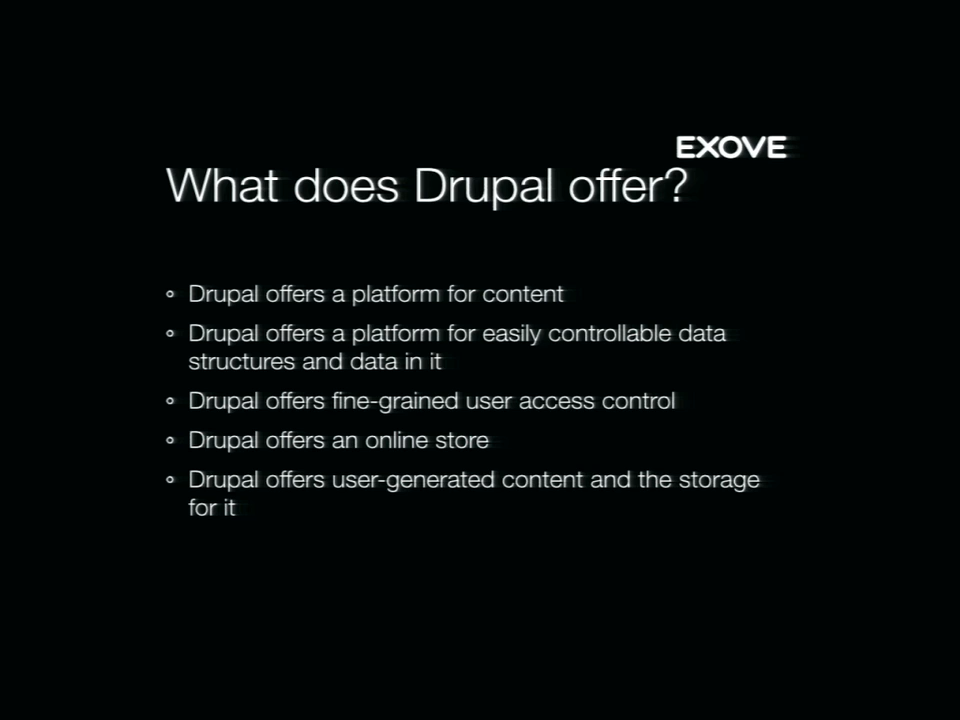 EXOVE
What does Drupal offer?
Drupal offers a platform for content
Drupal offers a platform for easily controllable data
structures and data in it
Drupal offers fine-grained user access control
Drupal offers an online store
Drupal offers user-generated content and the storage
for it